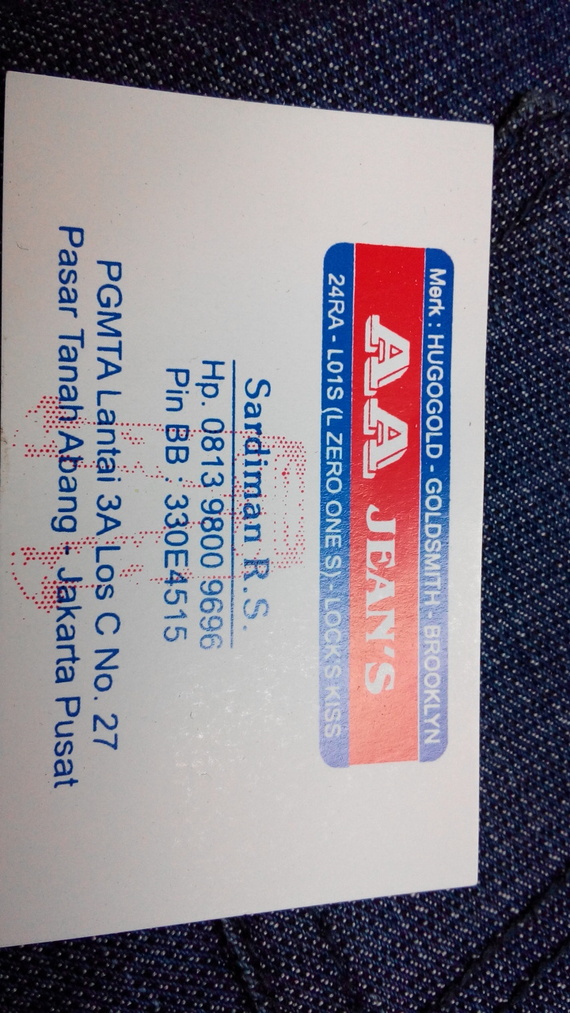 Merk : HUGOGOLD - GOLDSMITH - BROOKLYN
AA JEAN'S
24RA - L01S (L ZERO ONE S) - LOCK'S KISS
Sardiman R.S.
Hp. 0813 9800 9696
Pin BB : 330E4515
PGMTA Lantai 3A Los C No. 27
Pasar Tanah Abang - Jakarta Pusat